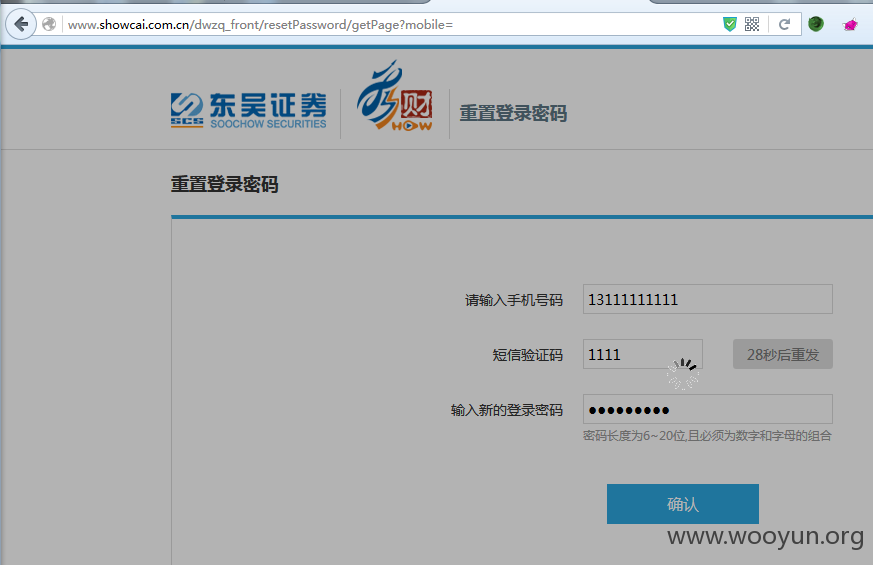 www.showcai.com.cn/dwzq_front/resetPassword/getPage?mobile=
东吴证券
SCS SOOCHOW SECURITIES
财
HOW
重置登录密码
重置登录密码
请输入手机号码 13111111111
短信验证码 1111 28秒后重发
输入新的登录密码 ●●●●●●●●●
密码长度为6~20位,且必须为数字和字母的组合
确认
www.wooyun.org